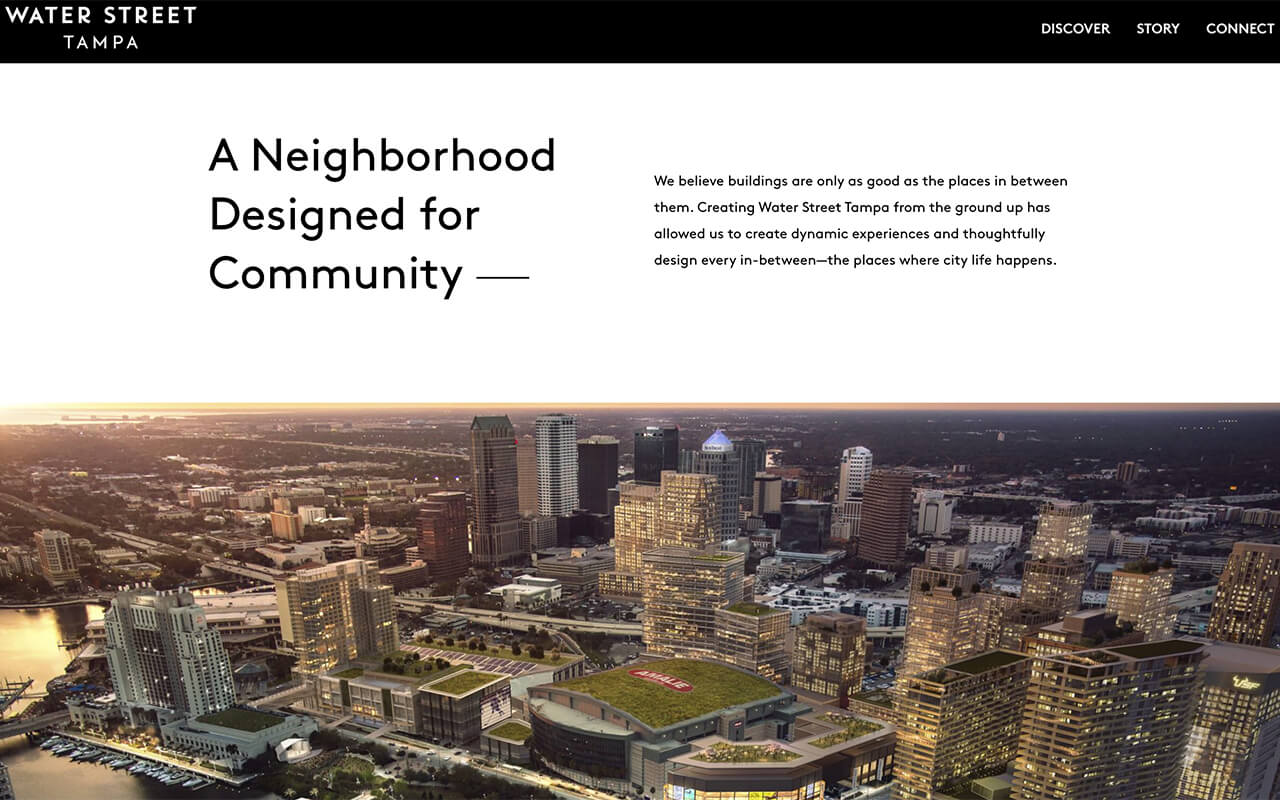 WATER STREET
TAMPA
DISCOVER STORY CONNECT
A Neighborhood
Designed for
Community —
We believe buildings are only as good as the places in between
them. Creating Water Street Tampa from the ground up has
allowed us to create dynamic experiences and thoughtfully
design every in-between—the places where city life happens.
AMALIE
USF